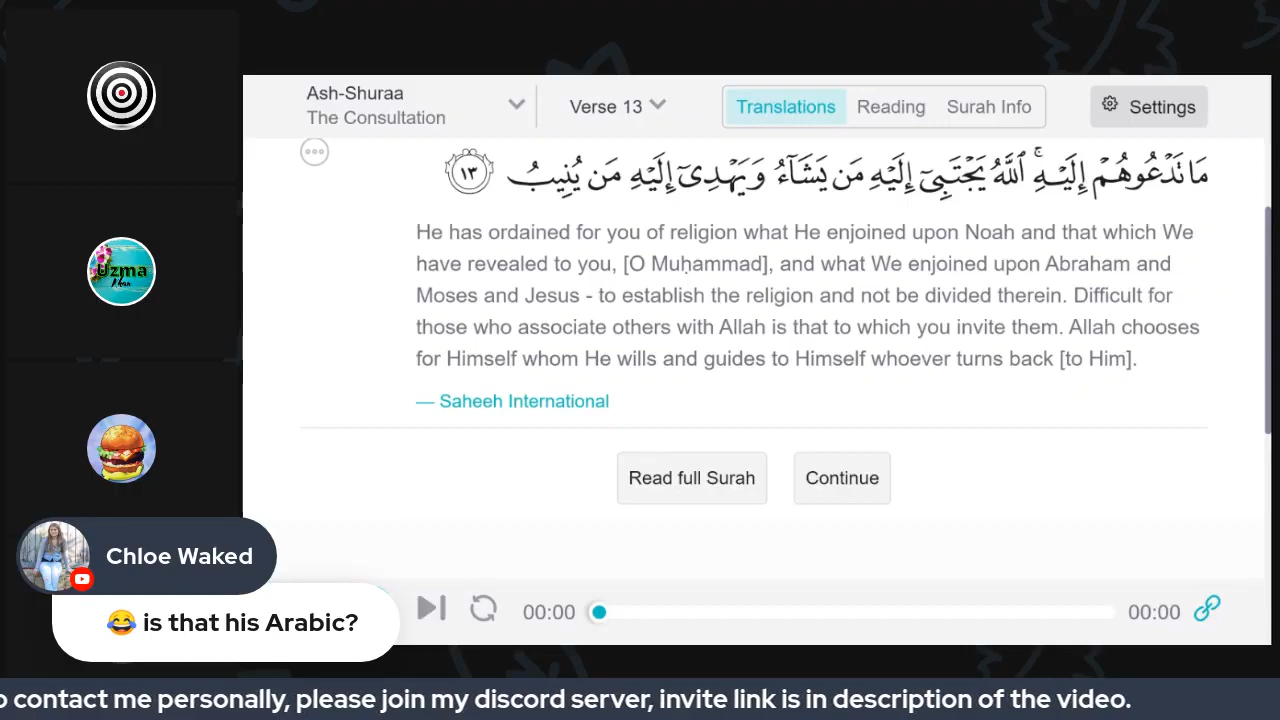 Ash-Shuraa
The Consultation
Verse 13
Translations
Reading
Surah Info
Settings
مَا تَدْعُوهُمْ إِلَيْهِ ۚ ٱللَّهُ يَجْتَبِىٓ إِلَيْهِ مَن يَشَآءُ وَيَهْدِىٓ إِلَيْهِ مَن يُنِيبُ ١٣
He has ordained for you of religion what He enjoined upon Noah and that which We
have revealed to you, [O Muḥammad], and what We enjoined upon Abraham and
Moses and Jesus - to establish the religion and not be divided therein. Difficult for
those who associate others with Allah is that to which you invite them. Allah chooses
for Himself whom He wills and guides to Himself whoever turns back [to Him].
— Saheeh International
Read full Surah
Continue
00:00
00:00
Uzma
Khan
Chloe Waked
😂 is that his Arabic?
o contact me personally, please join my discord server, invite link is in description of the video.